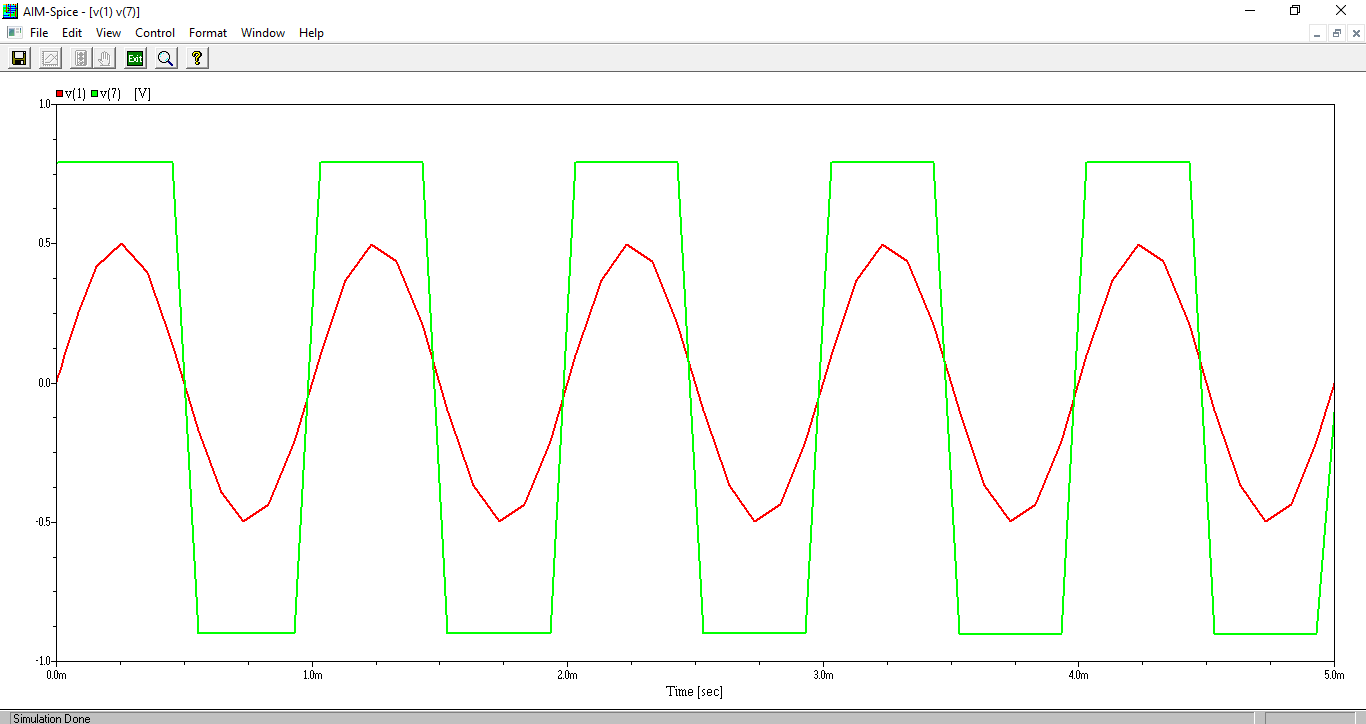 AIM-Spice - [v(1) v(7)]
File Edit View Control Format Window Help
Exit ?
v(1) v(7) [V]
1.0
0.5
0.0
-0.5
-1.0
0.0m 1.0m 2.0m 3.0m 4.0m 5.0m
Time [sec]
Simulation Done